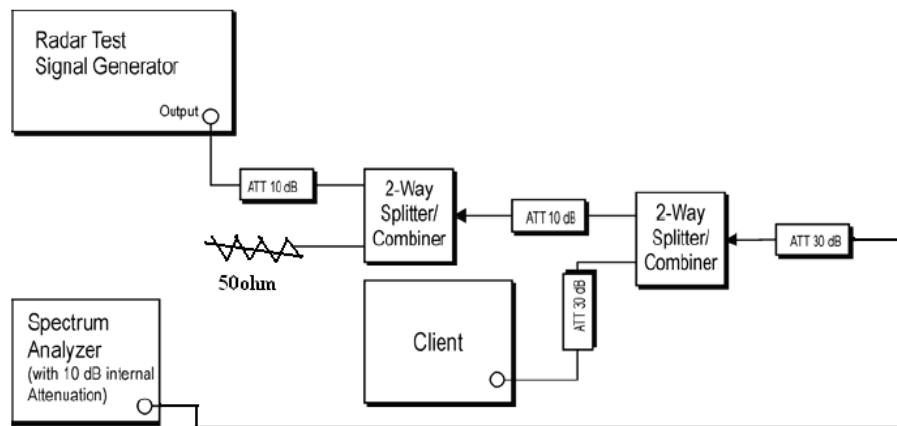 Radar Test
Signal Generator
Output
ATT 10 dB
2-Way
Splitter/
Combiner
ATT 10 dB
2-Way
Splitter/
Combiner
ATT 30 dB
50ohm
ATT 30 dB
Client
Spectrum
Analyzer
(with 10 dB internal
Attenuation)